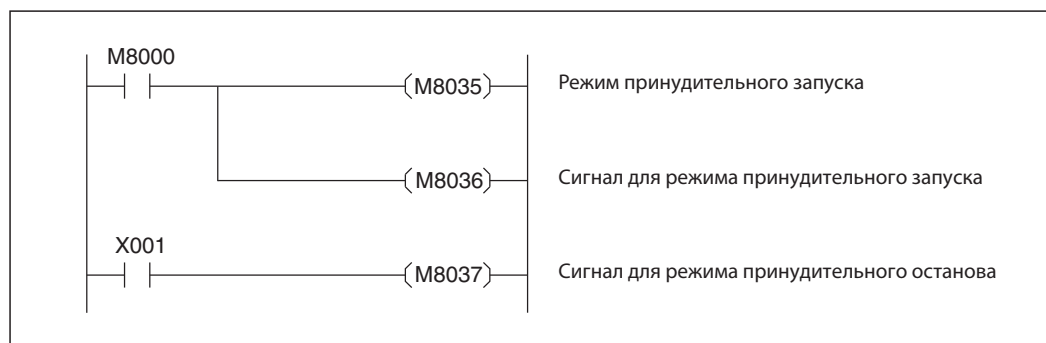 M8000
M8035 Режим принудительного запуска
M8036 Сигнал для режима принудительного запуска
X001
M8037 Сигнал для режима принудительного останова